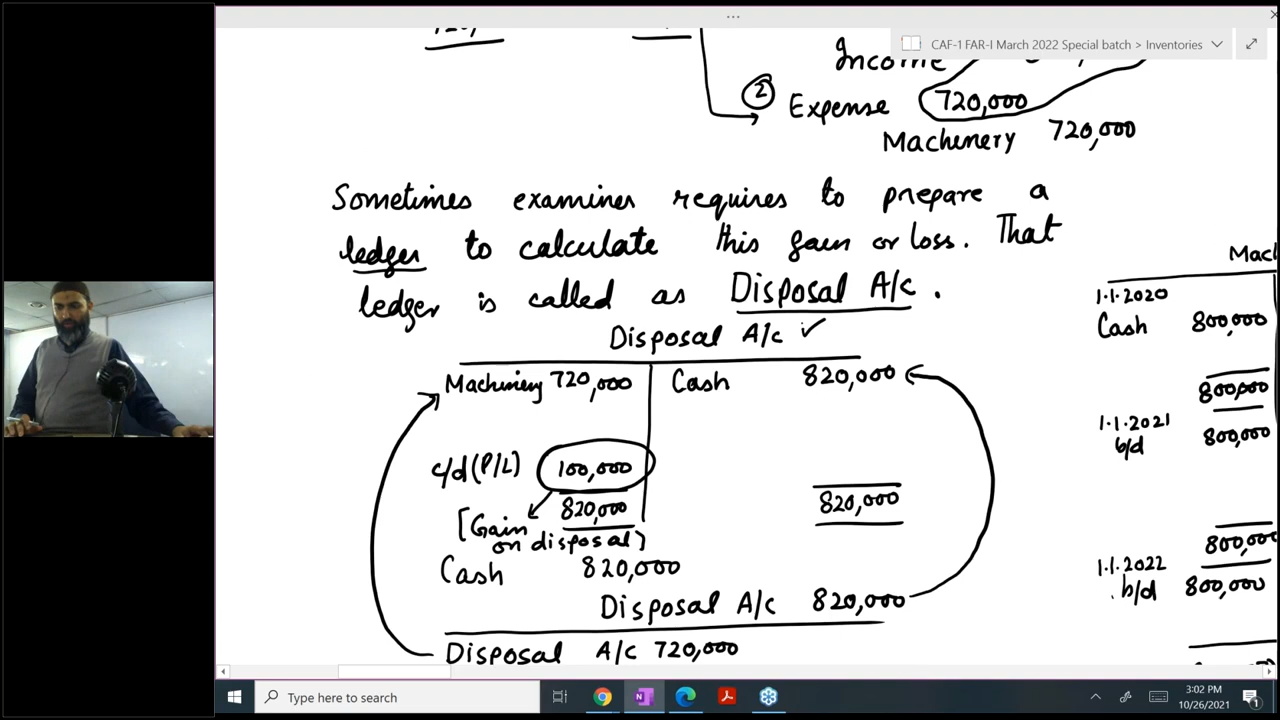 CAF-1 FAR-I March 2022 Special batch > Inventories
Income
② Expense 720,000
Machinery 720,000
Sometimes examiner requires to prepare a
ledger to calculate this gain or loss. That
ledger is called as Disposal A/c.
Disposal A/c ✓
Machinery 720,000 Cash 820,000
c/d (P/L) 100,000
820,000 820,000
[Gain on disposal]
Cash 820,000
Disposal A/c 820,000
Disposal A/c 720,000
1.1.2020
Cash 800,000
800,000
1.1.2021
b/d 800,000
800,000
1.1.2022
b/d 800,000
Type here to search
3:02 PM
10/26/2021
1